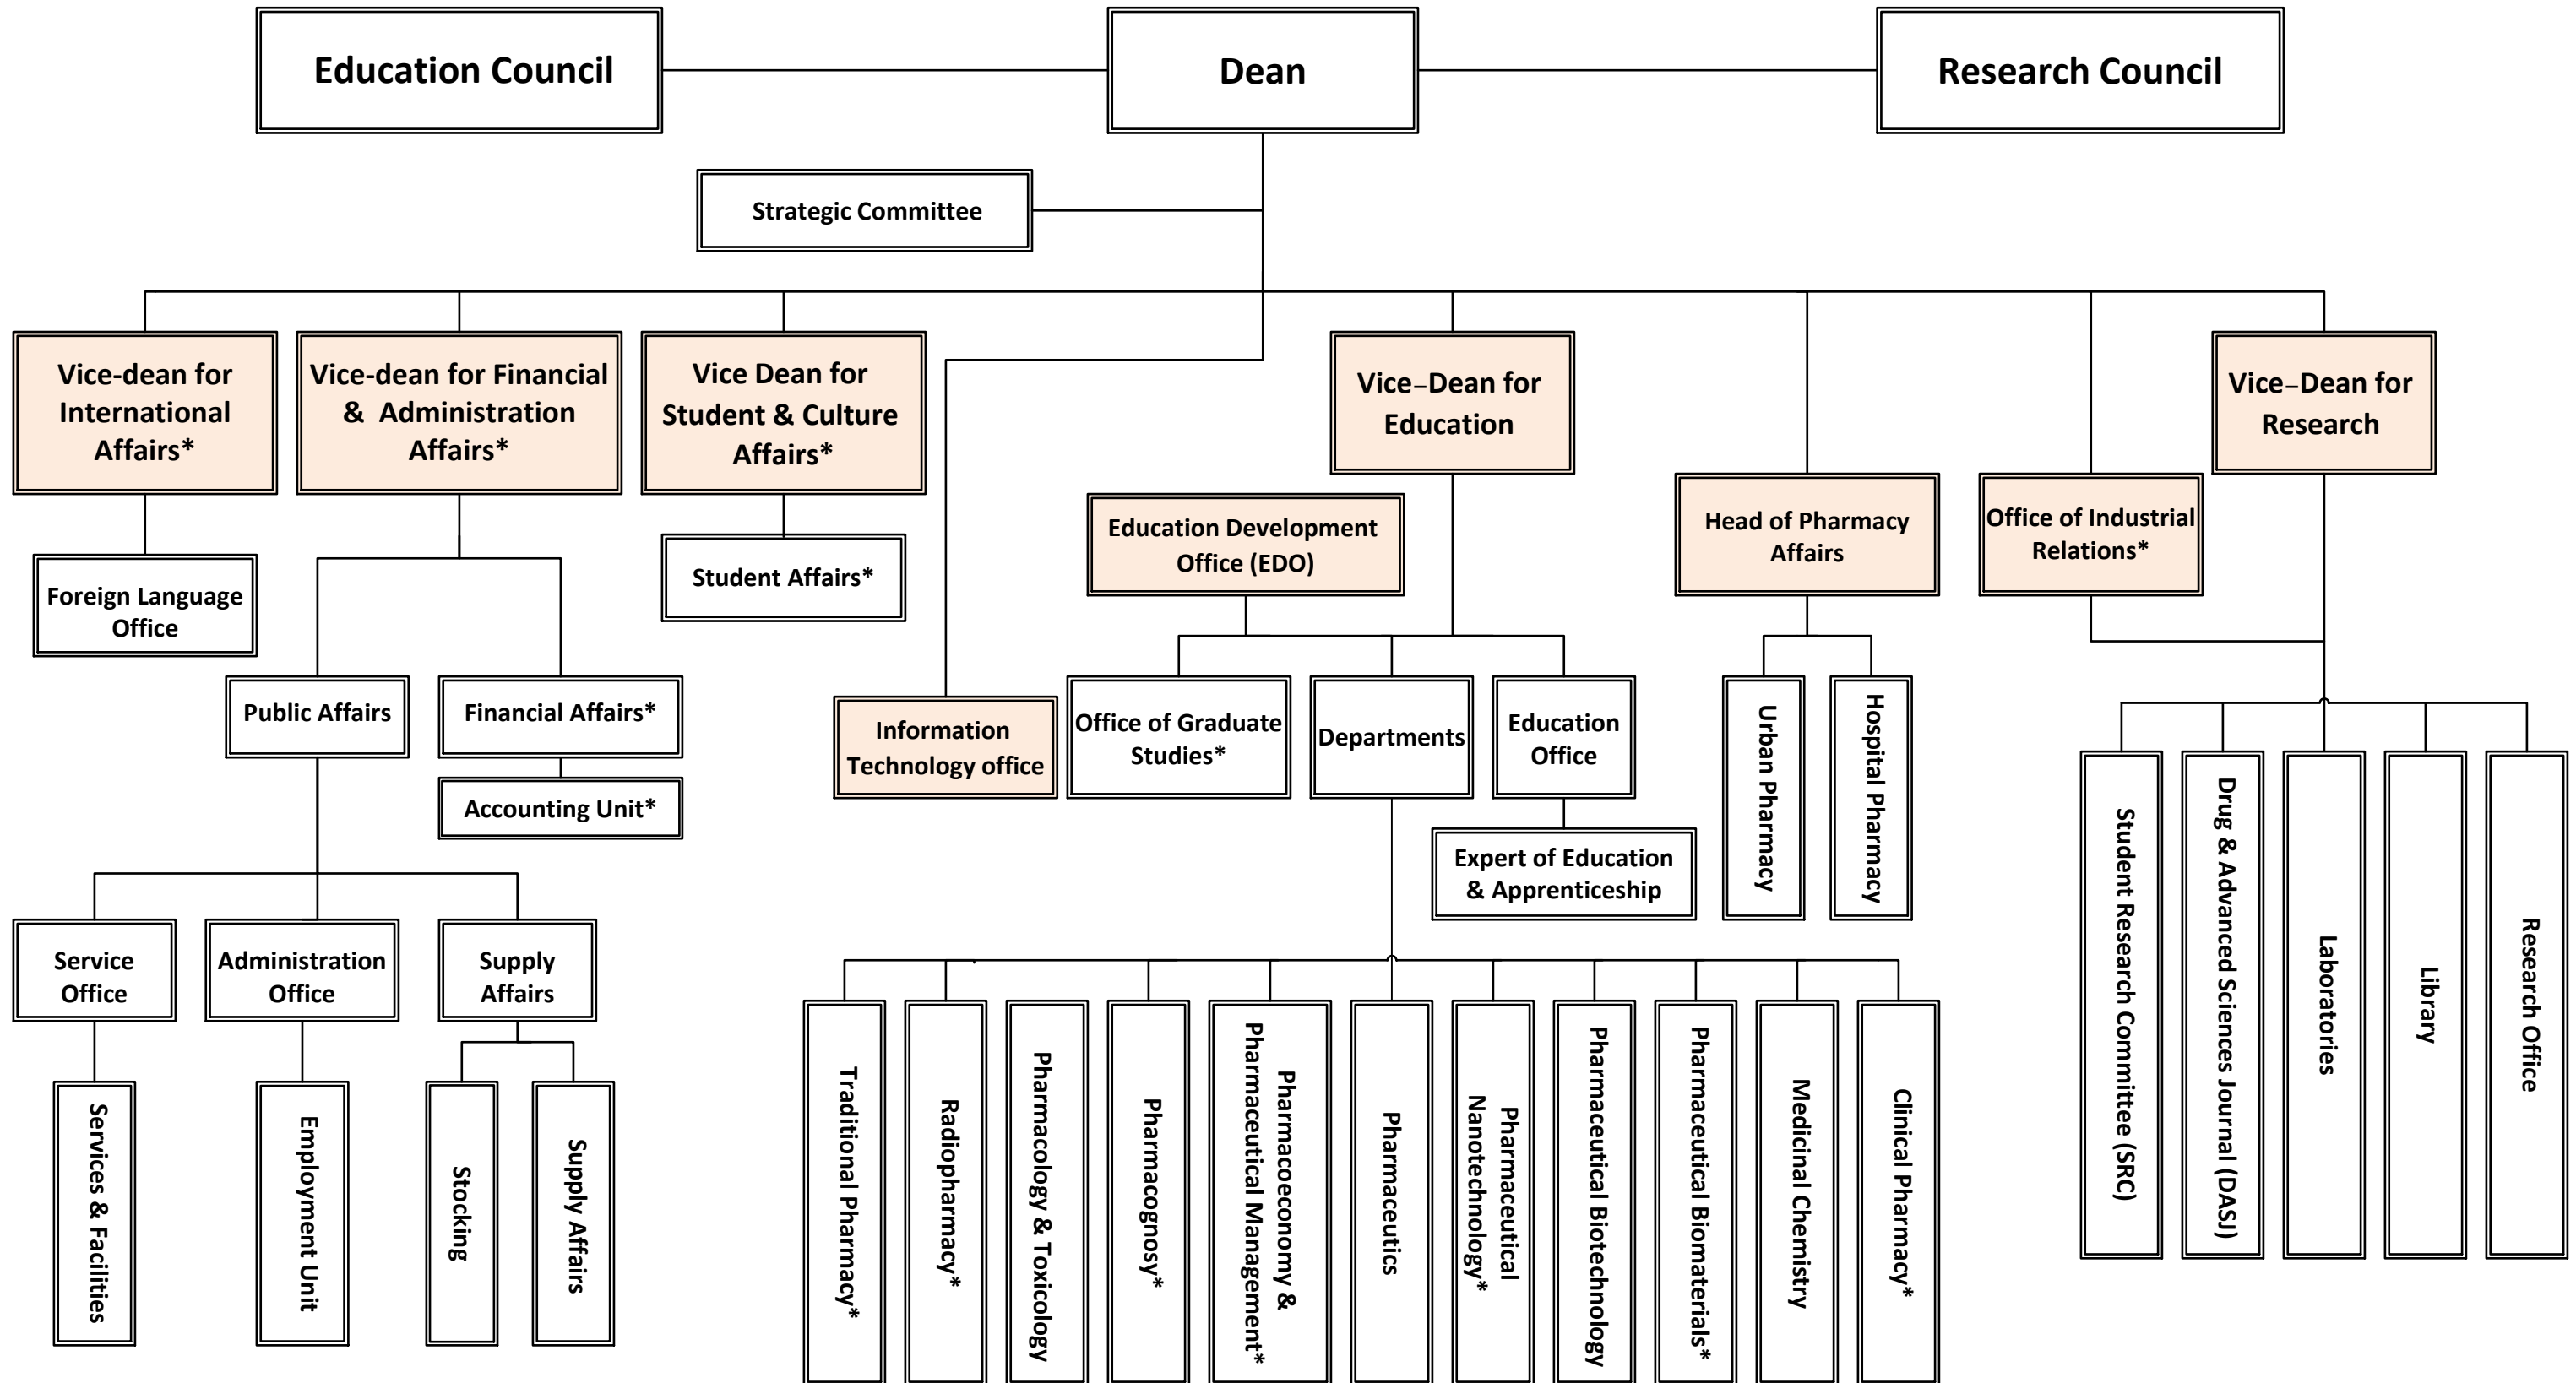 Education Council
Dean
Research Council
Strategic Committee
Vice-dean for
International
Affairs*
Vice-dean for Financial
& Administration
Affairs*
Vice Dean for
Student & Culture
Affairs*
Vice–Dean for
Education
Vice–Dean for
Research
Education Development
Office (EDO)
Head of Pharmacy
Affairs
Office of Industrial
Relations*
Foreign Language
Office
Student Affairs*
Public Affairs
Financial Affairs*
Accounting Unit*
Information
Technology office
Office of Graduate
Studies*
Departments
Education
Office
Expert of Education
& Apprenticeship
Urban Pharmacy
Hospital Pharmacy
Student Research Committee (SRC)
Drug & Advanced Sciences Journal (DASJ)
Laboratories
Library
Research Office
Service
Office
Administration
Office
Supply
Affairs
Services & Facilities
Employment Unit
Stocking
Supply Affairs
Traditional Pharmacy*
Radiopharmacy*
Pharmacology & Toxicology
Pharmacognosy*
Pharmacoeconomy &
Pharmaceutical Management*
Pharmaceutics
Pharmaceutical
Nanotechnology*
Pharmaceutical Biotechnology
Pharmaceutical Biomaterials*
Medicinal Chemistry
Clinical Pharmacy*